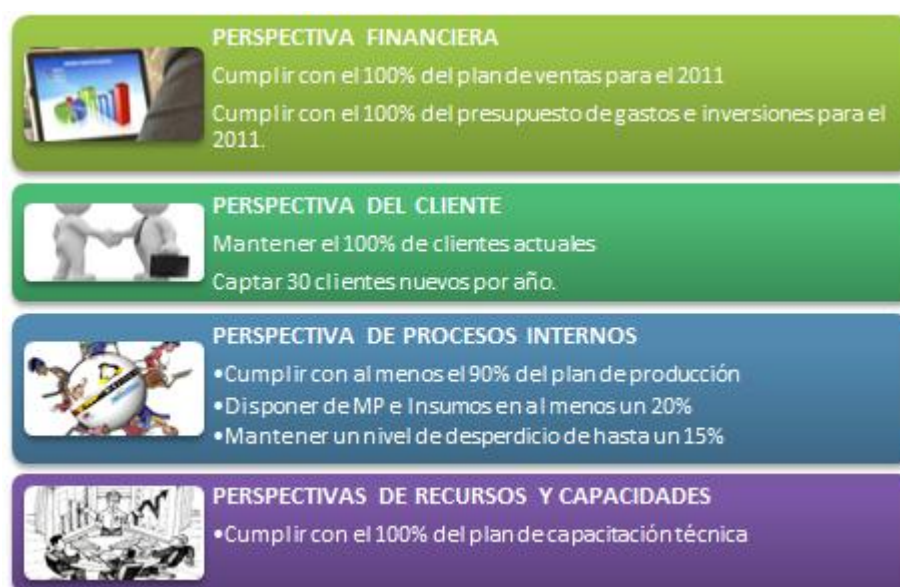 PERSPECTIVA FINANCIERA
Cumplir con el 100% del plan de ventas para el 2011
Cumplir con el 100% del presupuesto de gastos e inversiones para el
2011.
PERSPECTIVA DEL CLIENTE
Mantener el 100% de clientes actuales
Captar 30 clientes nuevos por año.
PERSPECTIVA DE PROCESOS INTERNOS
•Cumplir con al menos el 90% del plan de producción
•Disponer de MP e Insumos en al menos un 20%
•Mantener un nivel de desperdicio de hasta un 15%
PERSPECTIVAS DE RECURSOS Y CAPACIDADES
•Cumplir con el 100% del plan de capacitación técnica